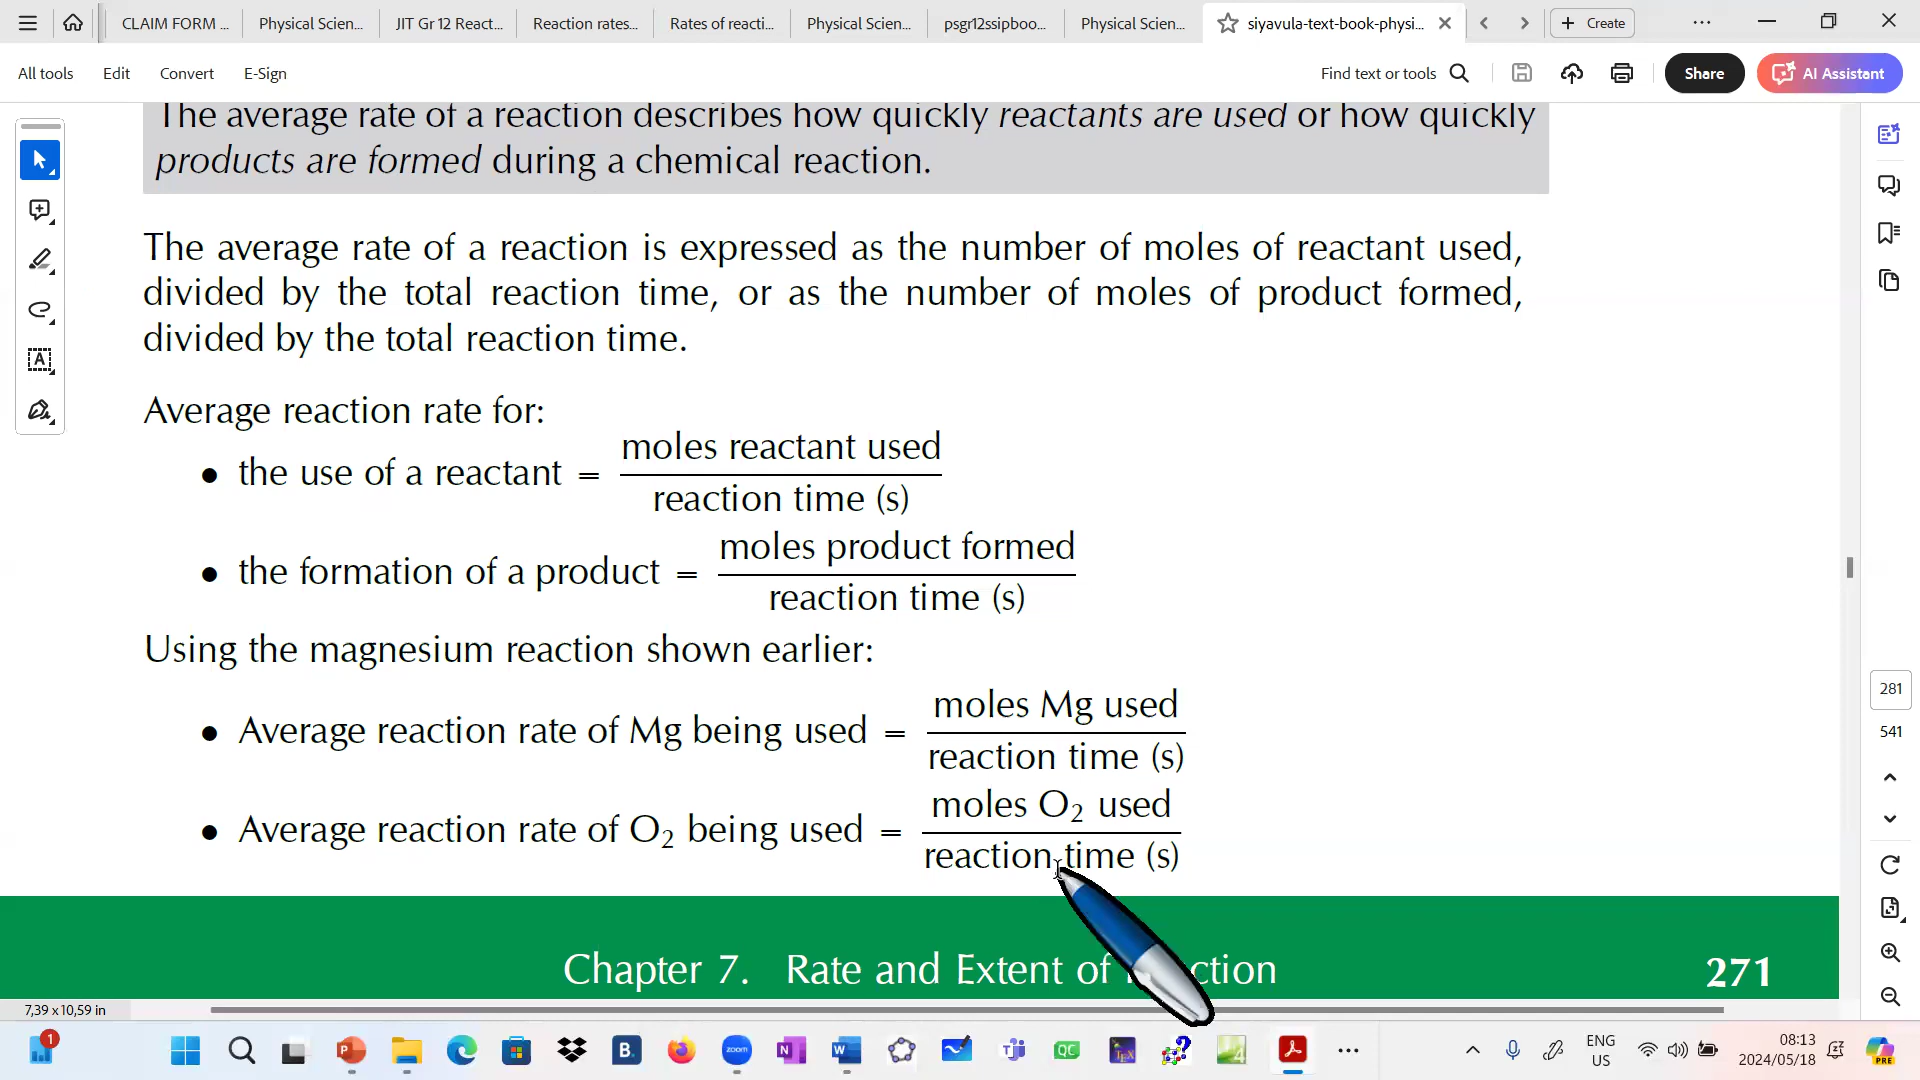 CLAIM FORM ...
Physical Scien...
JIT Gr 12 React...
Reaction rates...
Rates of reacti...
Physical Scien...
psgr12ssipboo...
Physical Scien...
siyavula-text-book-physi...
Create
All tools
Edit
Convert
E-Sign
Find text or tools
Share
AI Assistant
The average rate of a reaction describes how quickly reactants are used or how quickly
products are formed during a chemical reaction.
The average rate of a reaction is expressed as the number of moles of reactant used,
divided by the total reaction time, or as the number of moles of product formed,
divided by the total reaction time.
Average reaction rate for:
• the use of a reactant = moles reactant used
reaction time (s)
• the formation of a product = moles product formed
reaction time (s)
Using the magnesium reaction shown earlier:
• Average reaction rate of Mg being used = moles Mg used
reaction time (s)
• Average reaction rate of O₂ being used = moles O₂ used
reaction time (s)
281
541
Chapter 7. Rate and Extent of ction
271
7,39 x 10,59 in
1
ENG
US
08:13
2024/05/18